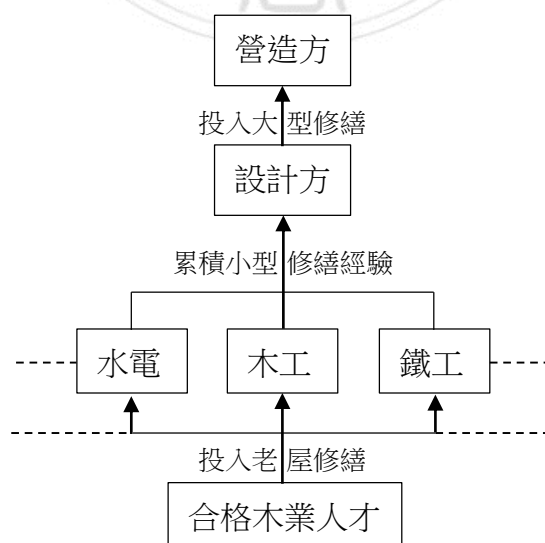 營造方
投入大型修繕
設計方
累積小型修繕經驗
水電 木工 鐵工
投入老屋修繕
合格木業人才